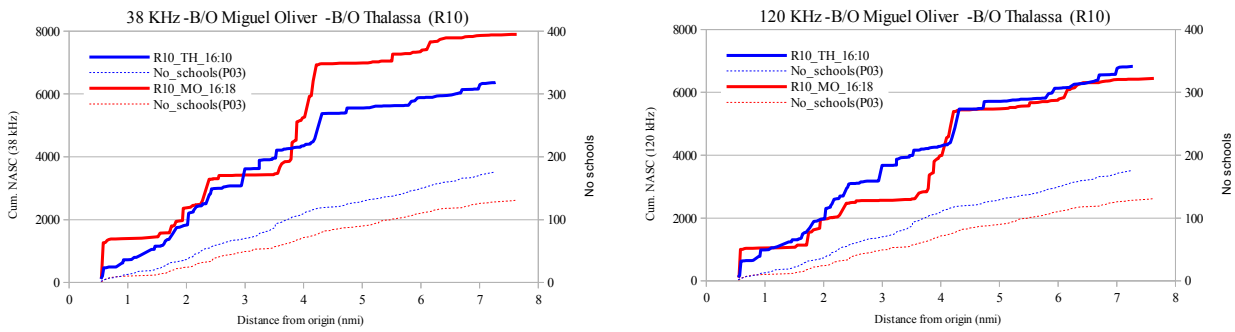 38 KHz -B/O Miguel Oliver -B/O Thalassa (R10)
8000
6000
4000
2000
0
Cum. NASC (38 kHz)
R10_TH_16:10
No_schools(P03)
R10_MO_16:18
No_schools(P03)
400
300
200
100
0
No schools
0 1 2 3 4 5 6 7 8
Distance from origin (nmi)
120 KHz -B/O Miguel Oliver -B/O Thalassa (R10)
8000
6000
4000
2000
0
Cum. NASC (120 kHz)
R10_TH_16:10
No_schools(P03)
R10_MO_16:18
No_schools(P03)
400
300
200
100
0
No schools
0 1 2 3 4 5 6 7 8
Distance from origin (nmi)